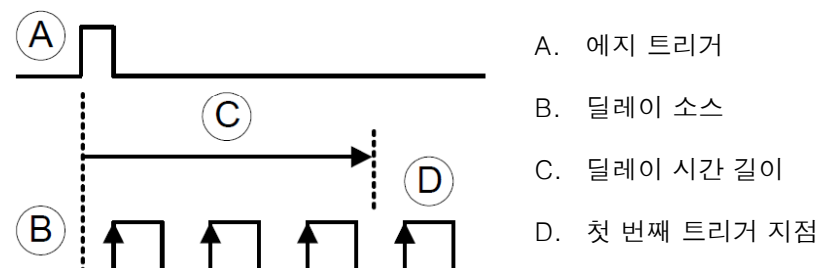 A
A. 에지 트리거
B. 딜레이 소스
C
C. 딜레이 시간 길이
D
B
D. 첫 번째 트리거 지점